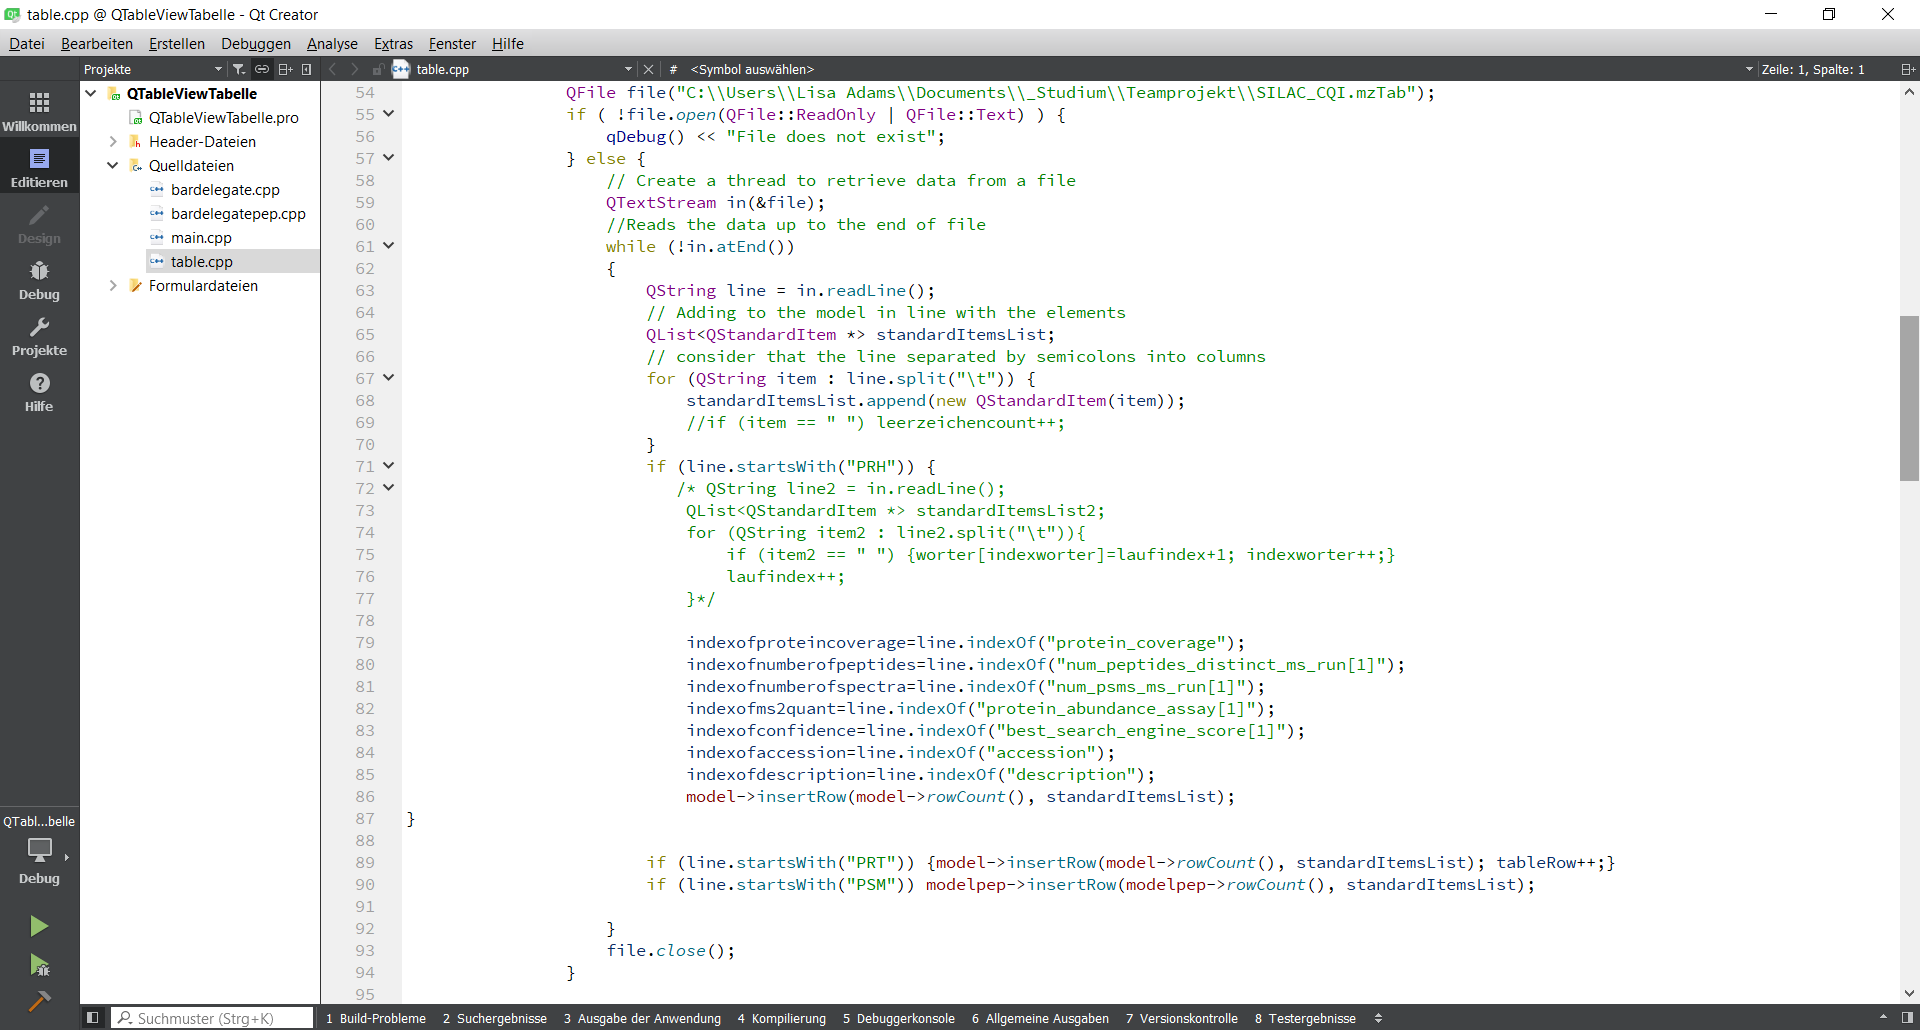 table.cpp @ QTableViewTabelle - Qt Creator
Datei Bearbeiten Erstellen Debuggen Analyse Extras Fenster Hilfe
Projekte
table.cpp # <Symbol auswählen> Zeile: 1, Spalte: 1
Willkommen
Editieren
Design
Debug
Projekte
Hilfe
QTabl...belle
Debug
QTableViewTabelle
QTableViewTabelle.pro
Header-Dateien
Quelldateien
bardelegate.cpp
bardelegatepep.cpp
main.cpp
table.cpp
Formulardateien
54 QFile file("C:\\Users\\Lisa Adams\\Documents\\_Studium\\Teamprojekt\\SILAC_CQI.mzTab");
55 if ( !file.open(QFile::ReadOnly | QFile::Text) ) {
56 qDebug() << "File does not exist";
57 } else {
58 // Create a thread to retrieve data from a file
59 QTextStream in(&file);
60 //Reads the data up to the end of file
61 while (!in.atEnd())
62 {
63 QString line = in.readLine();
64 // Adding to the model in line with the elements
65 QList<QStandardItem *> standardItemsList;
66 // consider that the line separated by semicolons into columns
67 for (QString item : line.split("\t")) {
68 standardItemsList.append(new QStandardItem(item));
69 //if (item == " ") leerzeichencount++;
70 }
71 if (line.startsWith("PRH")) {
72 /* QString line2 = in.readLine();
73 QList<QStandardItem *> standardItemsList2;
74 for (QString item2 : line2.split("\t")){
75 if (item2 == " ") {worter[indexworter]=laufindex+1; indexworter++;}
76 laufindex++;
77 }*/
78
79 indexofproteincoverage=line.indexOf("protein_coverage");
80 indexofnumberofpeptides=line.indexOf("num_peptides_distinct_ms_run[1]");
81 indexofnumberofspectra=line.indexOf("num_psms_ms_run[1]");
82 indexofms2quant=line.indexOf("protein_abundance_assay[1]");
83 indexofconfidence=line.indexOf("best_search_engine_score[1]");
84 indexofaccession=line.indexOf("accession");
85 indexofdescription=line.indexOf("description");
86 model->insertRow(model->rowCount(), standardItemsList);
87 }
88
89 if (line.startsWith("PRT")) {model->insertRow(model->rowCount(), standardItemsList); tableRow++;}
90 if (line.startsWith("PSM")) modelpep->insertRow(modelpep->rowCount(), standardItemsList);
91
92 }
93 file.close();
94 }
95
Suchmuster (Strg+K) 1 Build-Probleme 2 Suchergebnisse 3 Ausgabe der Anwendung 4 Kompilierung 5 Debuggerkonsole 6 Allgemeine Ausgaben 7 Versionskontrolle 8 Testergebnisse